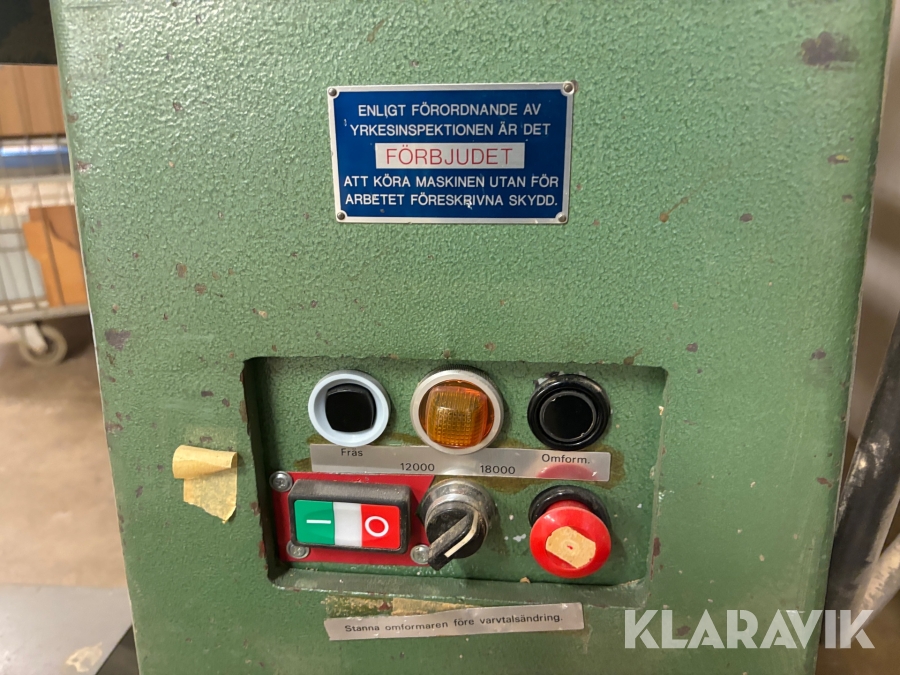 ENLIGT FÖRORDNANDE AV
YRKESINSPEKTIONEN ÄR DET
FÖRBJUDET
ATT KÖRA MASKINEN UTAN FÖR
ARBETET FÖRESKRIVNA SKYDD.
Fräs 12000 18000 Omform.
Stanna omformaren före varvtalsändring.
KLARAVIK